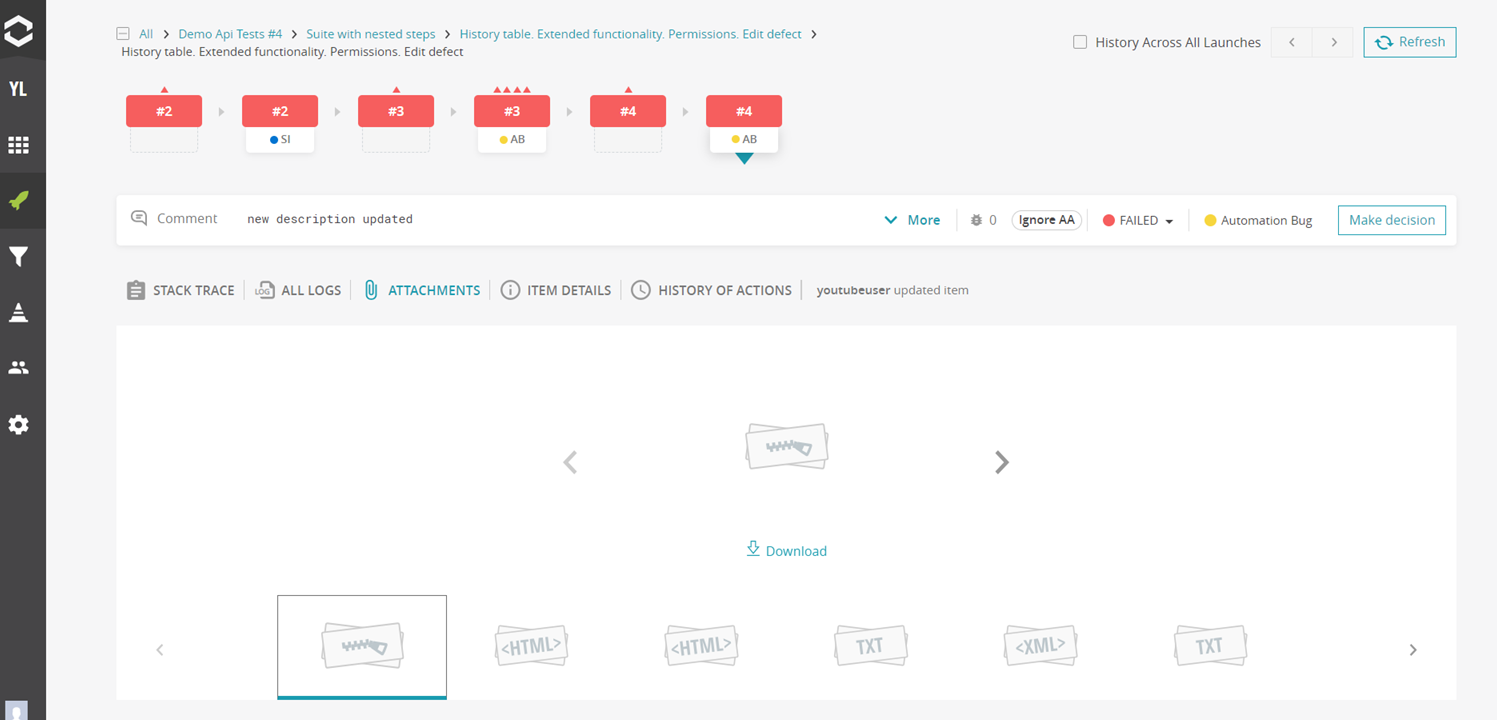 All Demo Api Tests #4 Suite with nested steps History table. Extended functionality. Permissions. Edit defect
History table. Extended functionality. Permissions. Edit defect
History Across All Launches
Refresh
YL
#2 #2 #3 #3 #4 #4
SI AB AB
Comment new description updated More 0 Ignore AA FAILED Automation Bug Make decision
STACK TRACE LOG ALL LOGS ATTACHMENTS ITEM DETAILS HISTORY OF ACTIONS youtubeuser updated item
Download
<HTML> <HTML> TXT <XML> TXT